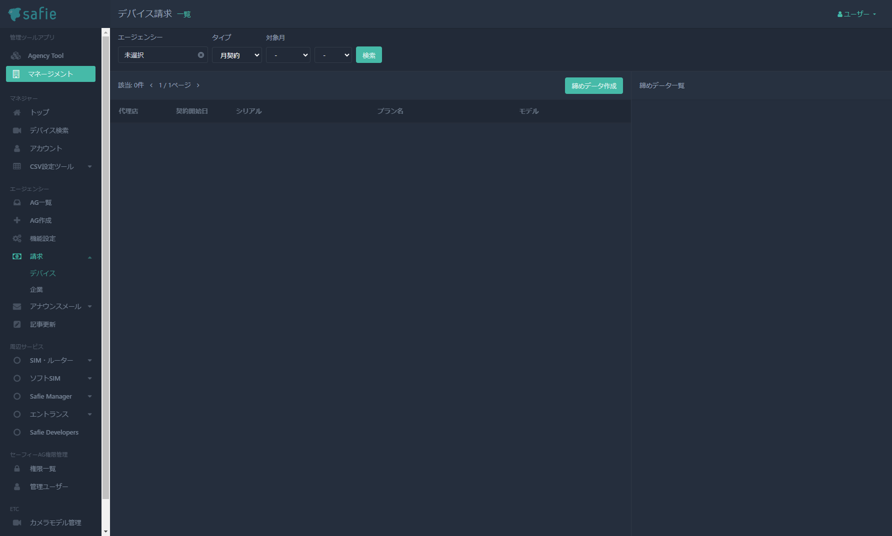 safie
管理ツールアプリ
Agency Tool
マネージメント
マネジャー
トップ
デバイス検索
アカウント
CSV設定ツール
エージェンシー
AG一覧
AG作成
機能設定
請求
デバイス
企業
アナウンスメール
記事更新
周辺サービス
SIM・ルーター
ソフトSIM
Safie Manager
エントランス
Safie Developers
セーフィーAG権限管理
権限一覧
管理ユーザー
ETC
カメラモデル管理
デバイス請求 一覧
ユーザー
エージェンシー タイプ 対象月
未選択 月契約 - - 検索
該当: 0件 ‹ 1 / 1ページ › 締めデータ作成 締めデータ一覧
代理店 契約開始日 シリアル プラン名 モデル